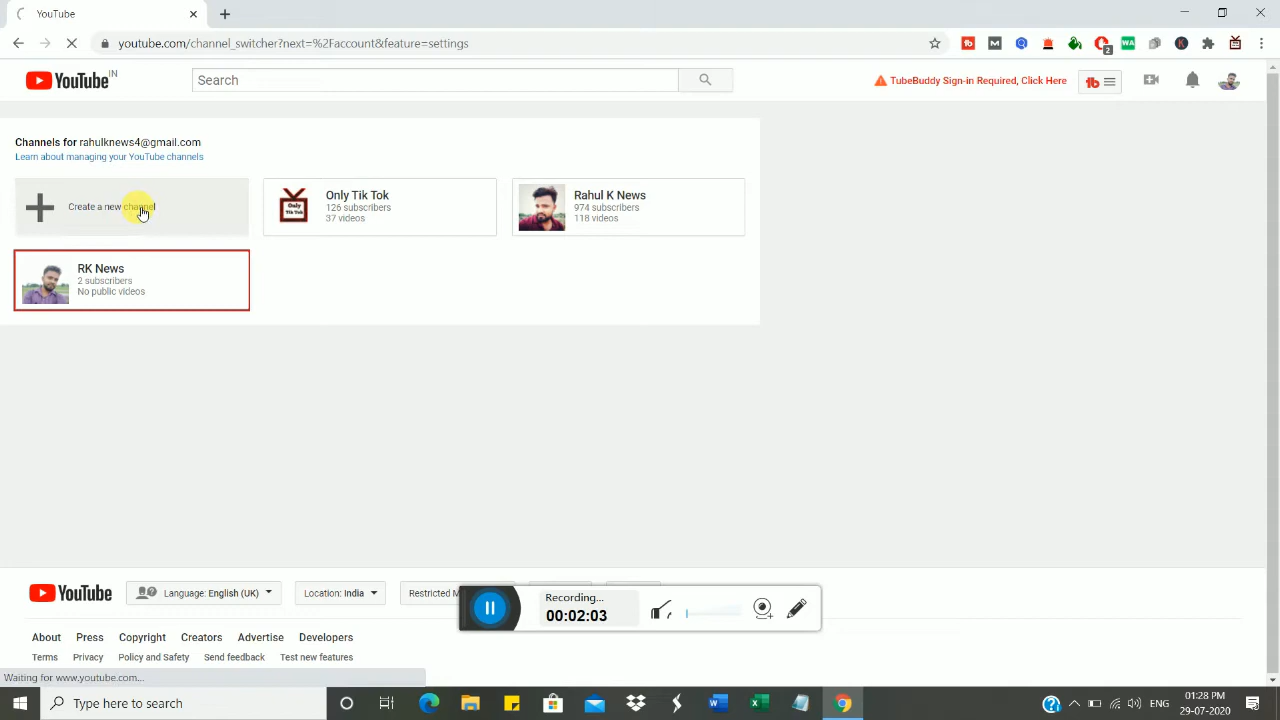 YouTube
youtube.com/channel_switcher?next=%2Faccount&feature=settings
2
YouTube IN
Search
TubeBuddy Sign-in Required, Click Here
Channels for rahulknews4@gmail.com
Learn about managing your YouTube channels
Create a new channel
Only Tik Tok
Only Tik Tok
126 subscribers
37 videos
Rahul K News
974 subscribers
118 videos
RK News
2 subscribers
No public videos
YouTube
Language: English (UK)
Location: India
Restricted M
Recording...
00:02:03
About Press Copyright Creators Advertise Developers
Terms Privacy Policy and Safety Send feedback Test new features
Waiting for www.youtube.com...
Type here to search
ENG
01:28 PM
29-07-2020